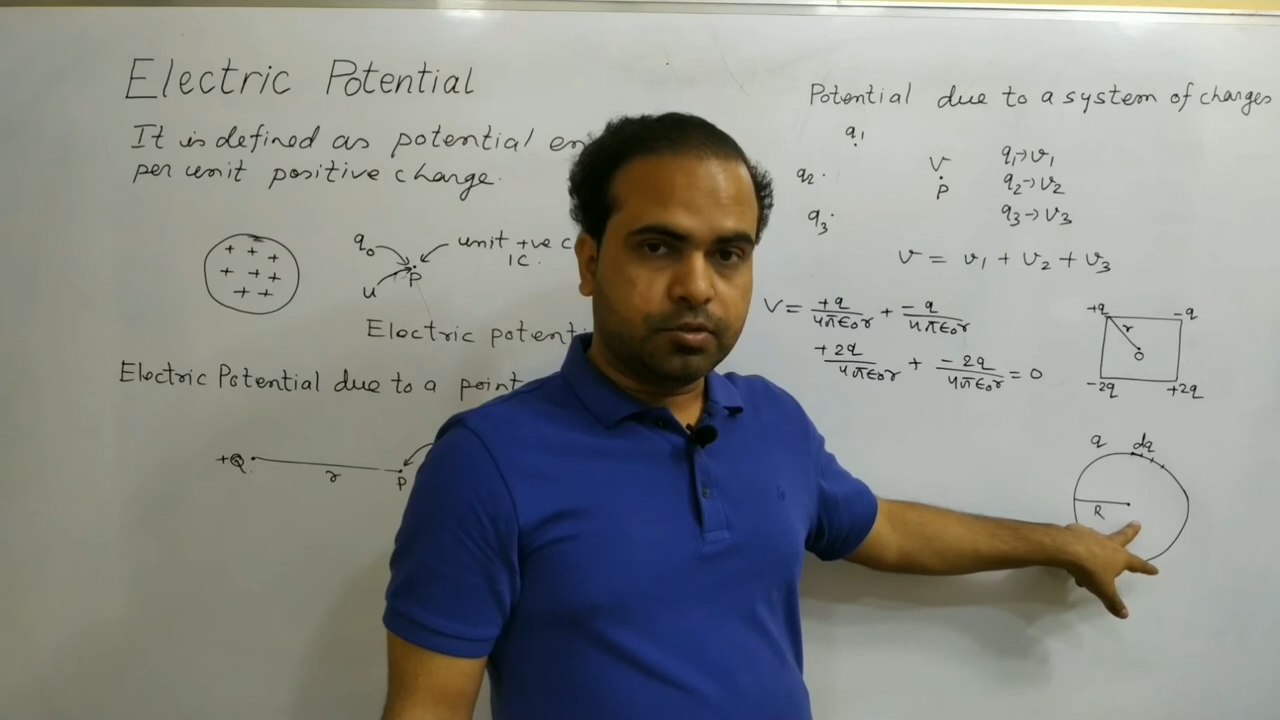 Electric Potential
It is defined as potential en
per unit positive charge.
+ + +
+ + +
+ +
q₀
unit +ve c
1C.
P
u
Electric potenti
Electric Potential due to a point
+Q
r
P
Potential due to a system of charges
q₁
q₂
q₃
V
P
q₁→V₁
q₂→V₂
q₃→V₃
V = V₁ + V₂ + V₃
V = +q/4πε₀r + -q/4πε₀r
+2q/4πε₀r + -2q/4πε₀r = 0
+q -q
r
O
-2q +2q
q dq
R